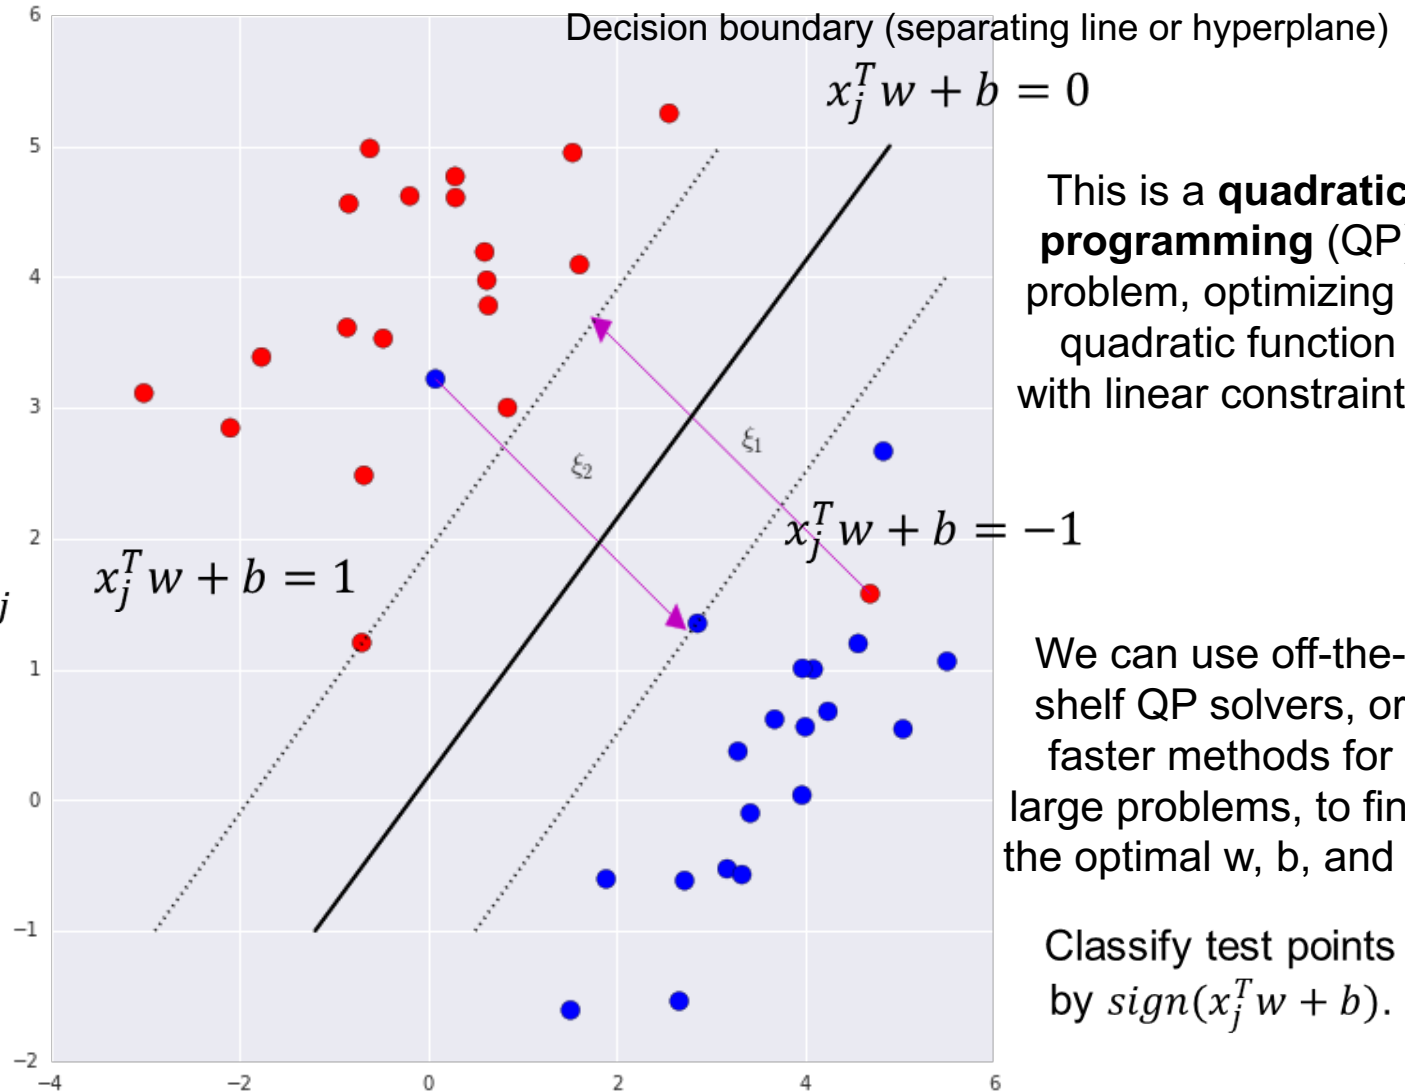 Decision boundary (separating line or hyperplane)
$x_j^T w + b = 0$
This is a quadratic
programming (QP)
problem, optimizing
quadratic function
with linear constraint
$\xi_1$
$\xi_2$
$x_j^T w + b = -1$
$x_j^T w + b = 1$
j
We can use off-the-
shelf QP solvers, or
faster methods for
large problems, to fin
the optimal w, b, and
Classify test points
by $sign(x_j^T w + b)$.
6
5
4
3
2
1
0
−1
−2
−4 −2 0 2 4 6